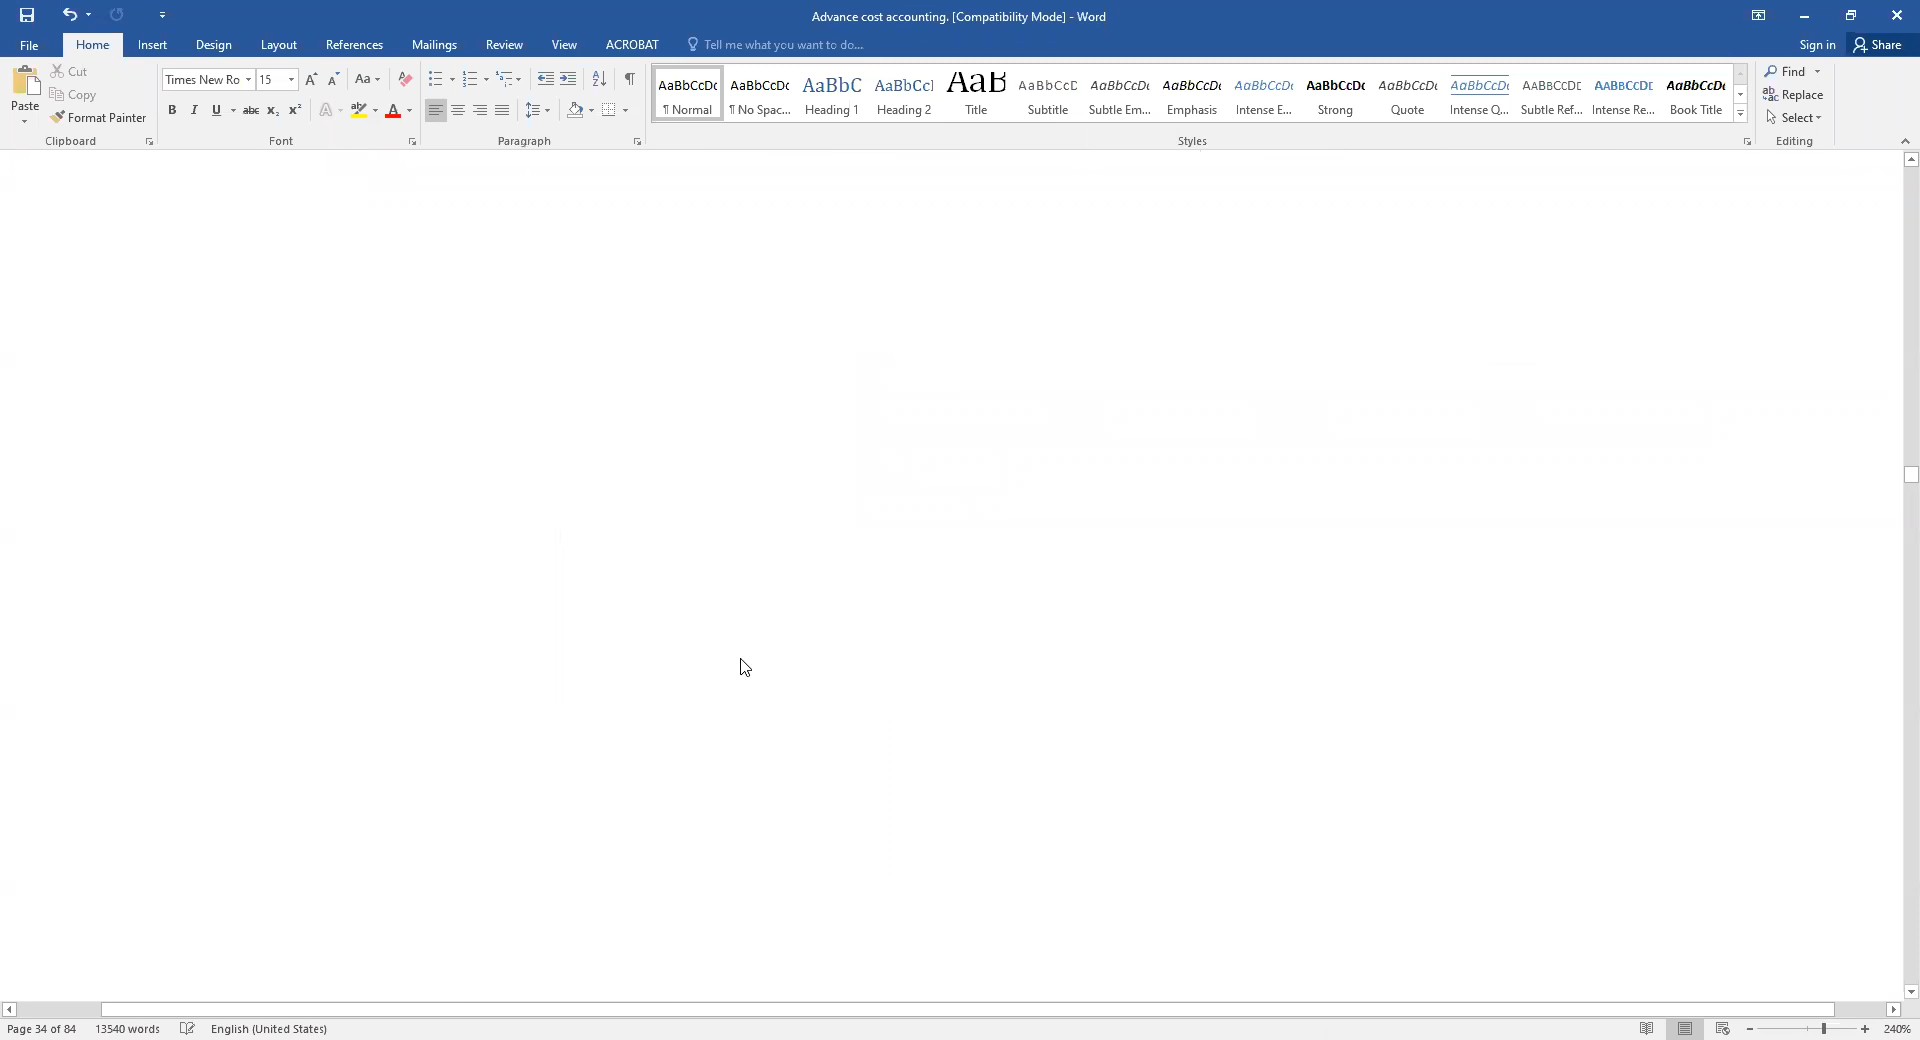 Advance cost accounting. [Compatibility Mode] - Word
File Home Insert Design Layout References Mailings Review View ACROBAT Tell me what you want to do... Sign in Share
Paste
Cut
Copy
Format Painter
Clipboard
Times New Ro 15
Font
Paragraph
AaBbCcDc AaBbCcDc AaBbC AaBbCcI AaB AaBbCcD AaBbCcDc AaBbCcDc AaBbCcDc AaBbCcDc AaBbCcDc AaBbCcDc AABBCCDE AABBCCDE AaBbCcDc
¶ Normal ¶ No Spac... Heading 1 Heading 2 Title Subtitle Subtle Em... Emphasis Intense E... Strong Quote Intense Q... Subtle Ref... Intense Re... Book Title
Styles
Find
Replace
Select
Editing
Page 34 of 84 13540 words English (United States) 240%